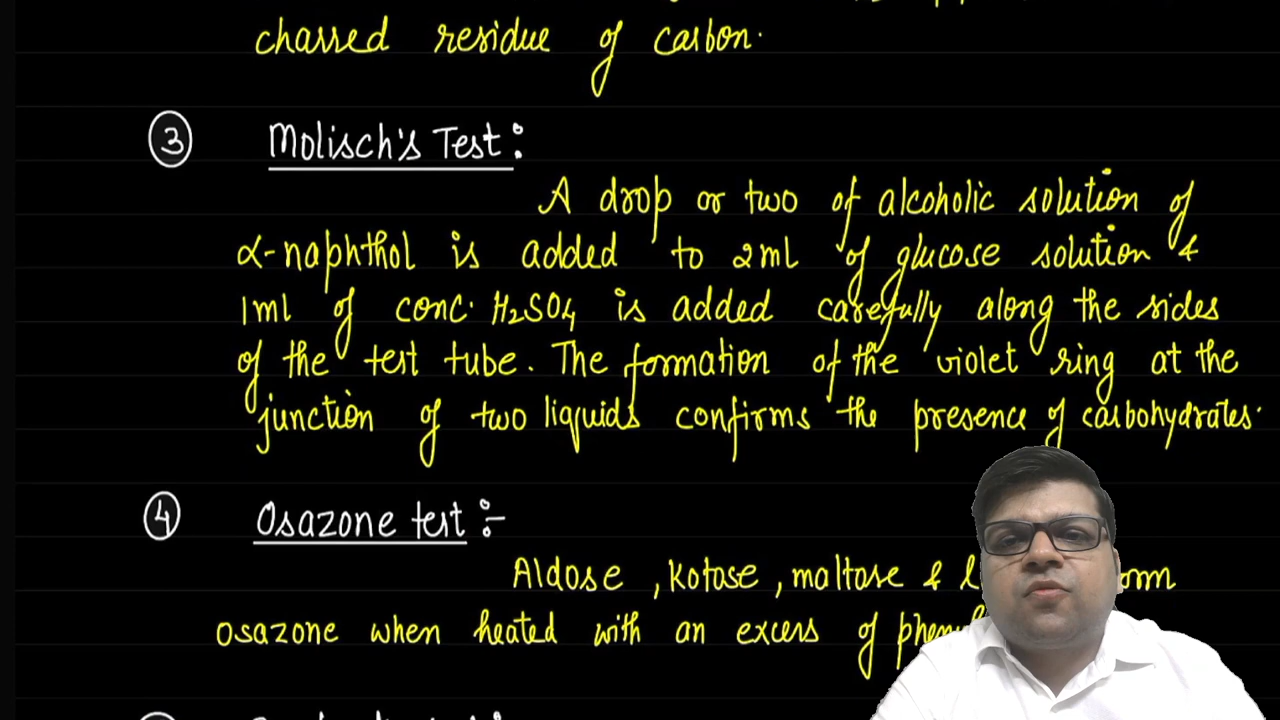 charred residue of carbon.
③ Molisch's Test:
A drop or two of alcoholic solution of
α-naphthol is added to 2ml of glucose solution &
1ml of conc. H₂SO₄ is added carefully along the sides
of the test tube. The formation of the violet ring at the
junction of two liquids confirms the presence of carbohydrates.
④ Osazone test :-
Aldose, Kotose, maltose &
osazone when heated with an excess of